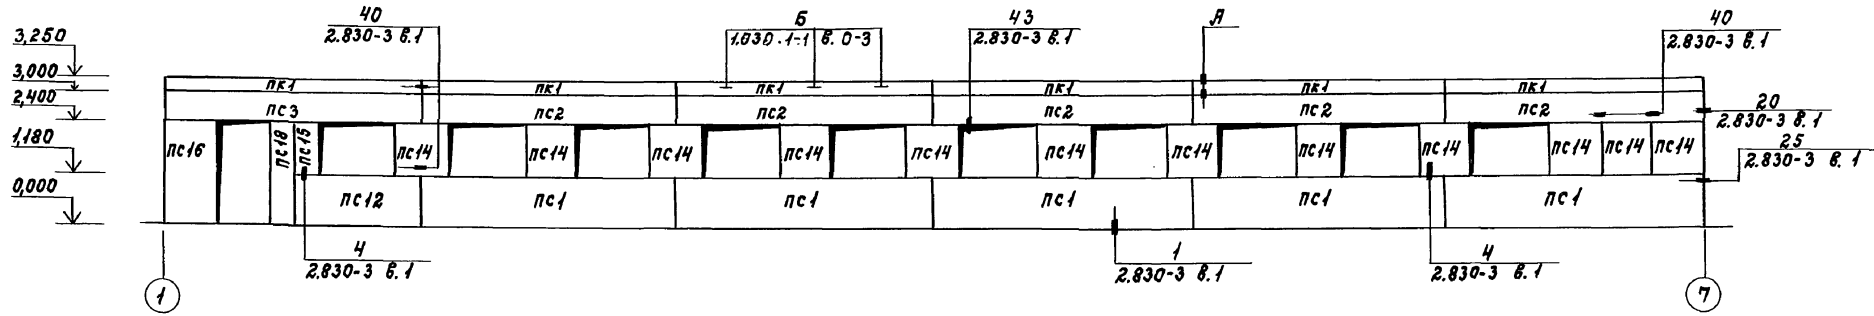 40
2.830-3 в.1
Б
1.030.1-1 в. 0-3
43
2.830-3 в.1
Л
40
2.830-3 в.1
3,250
3,000
2,400
1,180
0,000
ПК1 ПК1 ПК1 ПК1 ПК1 ПК1
ПС3 ПС2 ПС2 ПС2 ПС2 ПС2
20
2.830-3 в.1
25
2.830-3 в.1
ПС16 ПС18 ПС15 ПС14 ПС14 ПС14 ПС14 ПС14 ПС14 ПС14 ПС14 ПС14 ПС14 ПС14 ПС14
ПС12 ПС1 ПС1 ПС1 ПС1 ПС1
4
2.830-3 в.1
1
2.830-3 в.1
4
2.830-3 в.1
1 7